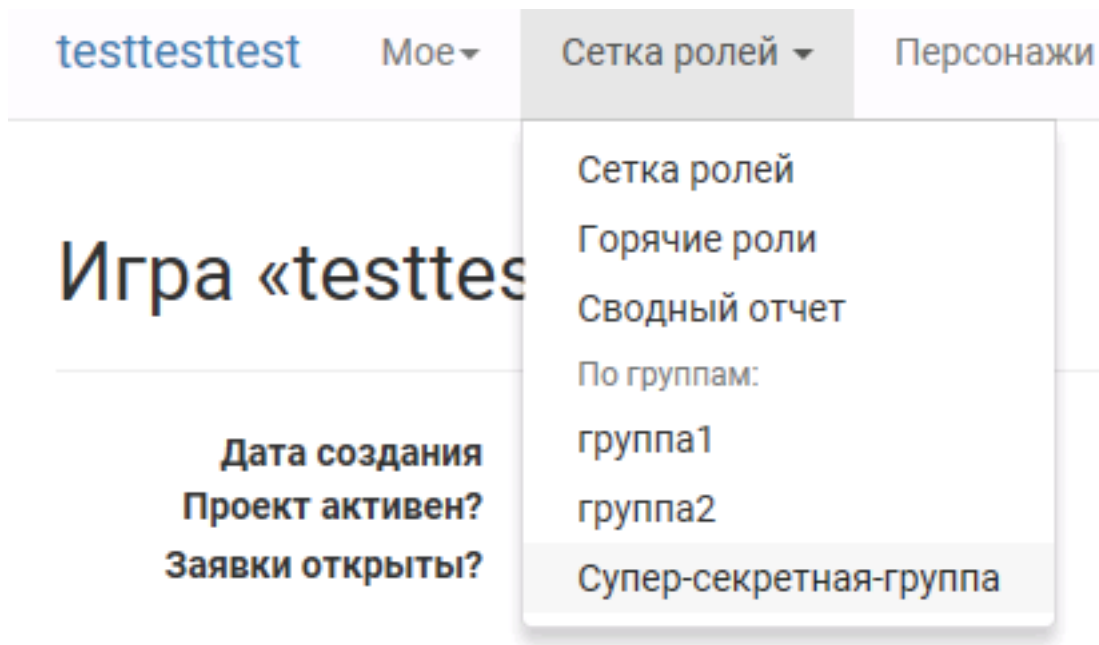 testtesttest Мое Сетка ролей Персонажи
Сетка ролей
Горячие роли
Сводный отчет
По группам:
группа1
группа2
Супер-секретная-группа
Игра «testtes
Дата создания
Проект активен?
Заявки открыты?